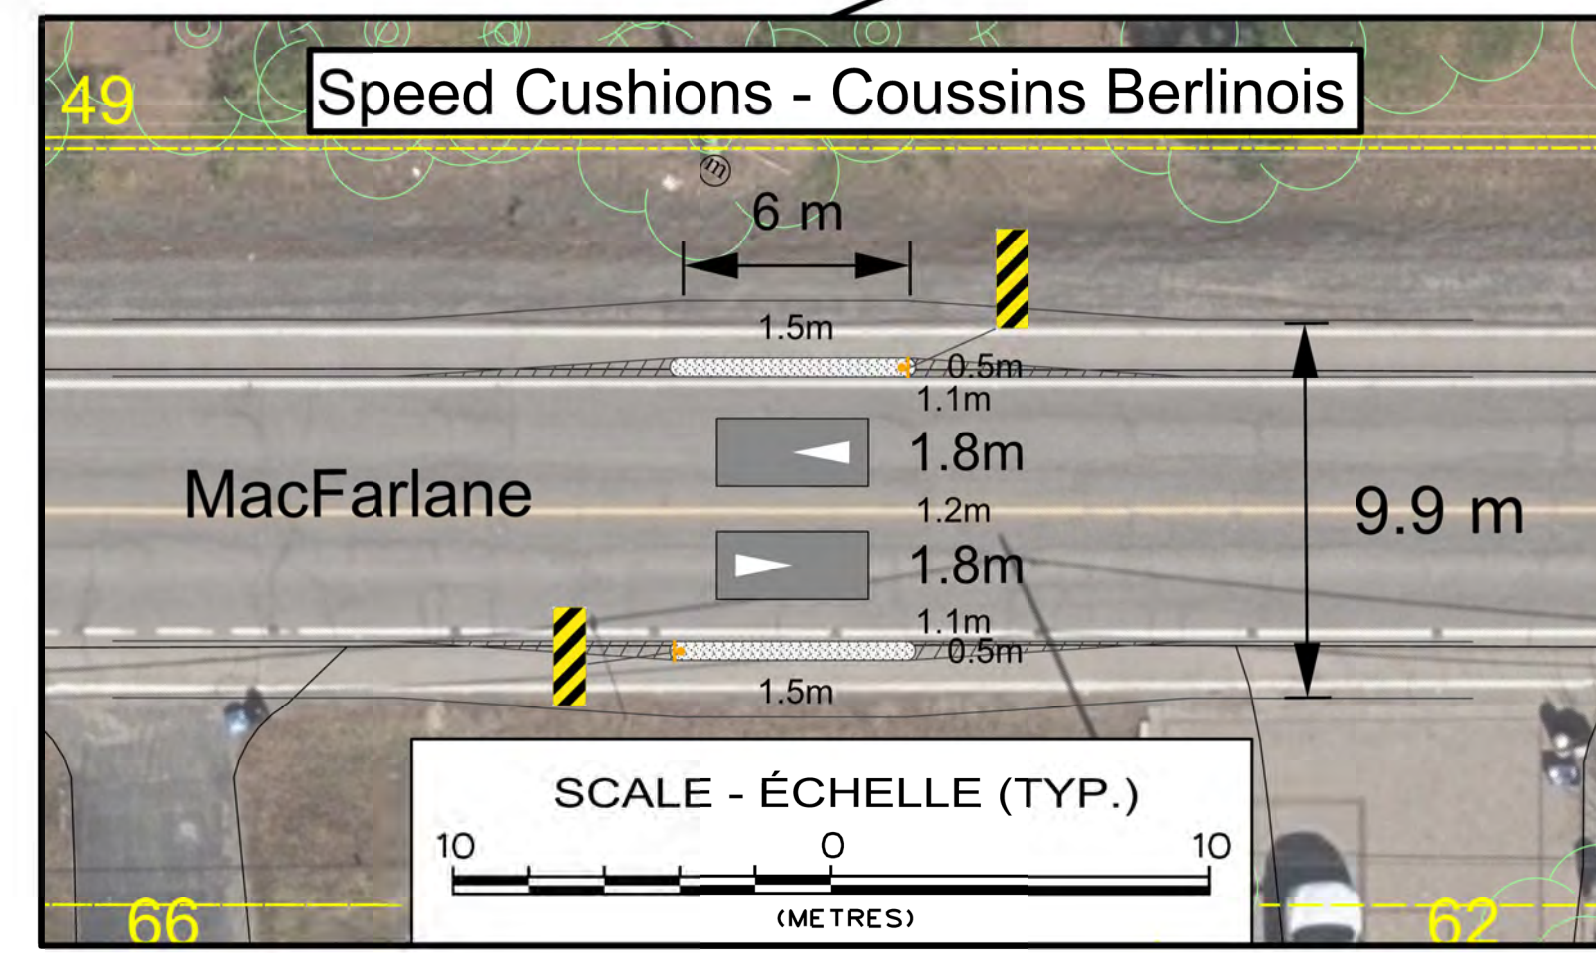 49
Speed Cushions - Coussins Berlinois
m
6 m
1.5m
0.5m
1.1m
1.8m
MacFarlane
1.2m
9.9 m
1.8m
1.1m
0.5m
1.5m
SCALE - ÉCHELLE (TYP.)
10 0 10
(METRES)
66
62